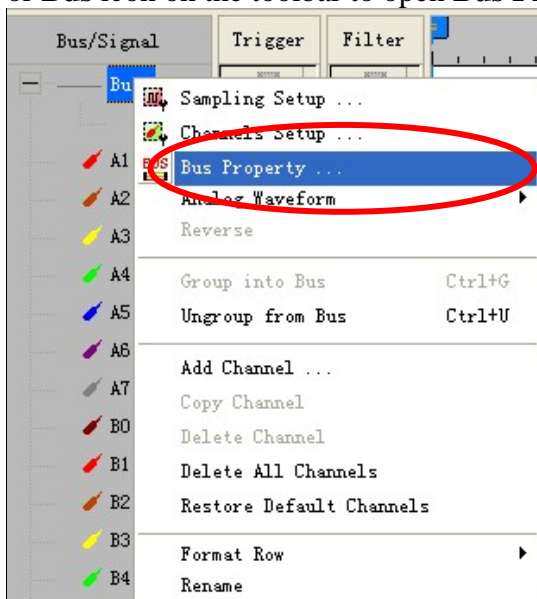 Bus/Signal Trigger Filter
Bu
Sampling Setup ...
Channels Setup ...
A1 BUS Bus Property ...
A2 Analog Waveform
A3 Reverse
A4 Group into Bus Ctrl+G
A5 Ungroup from Bus Ctrl+U
A6
Add Channel ...
A7 Copy Channel
B0 Delete Channel
B1 Delete All Channels
B2 Restore Default Channels
B3
Format Row
B4 Rename